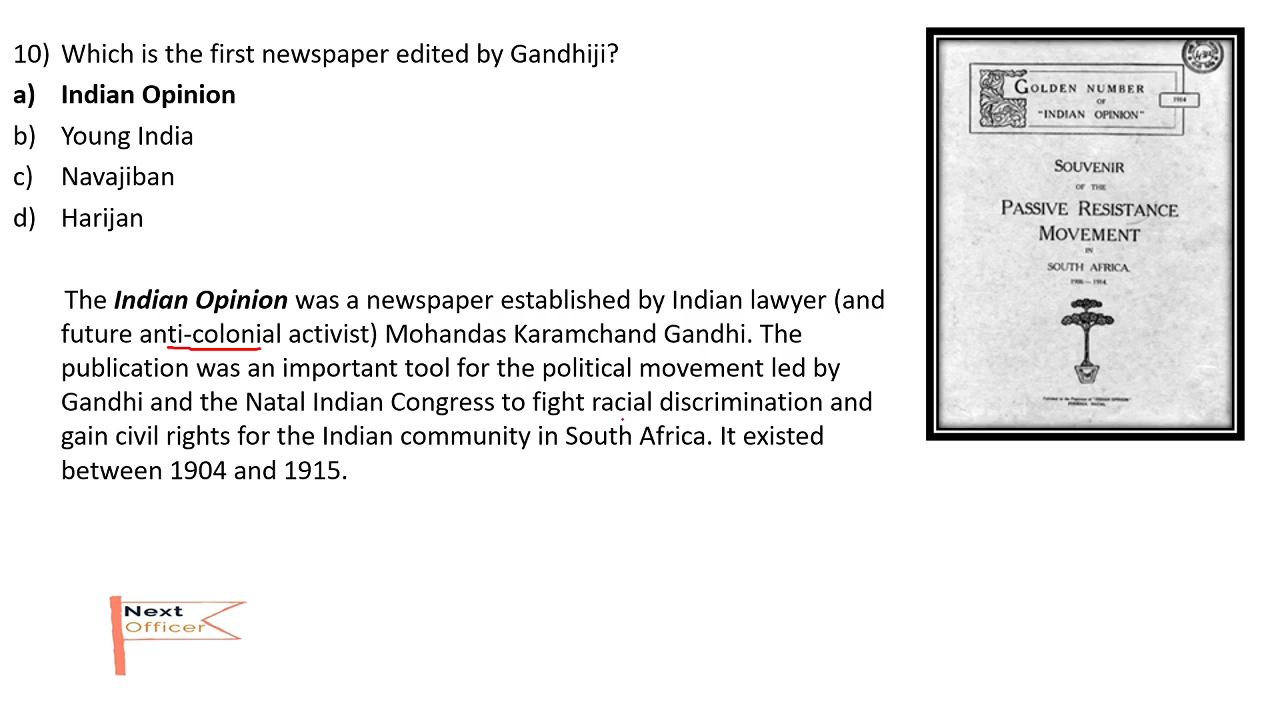 10) Which is the first newspaper edited by Gandhiji?
a) Indian Opinion
b) Young India
c) Navajiban
d) Harijan
The Indian Opinion was a newspaper established by Indian lawyer (and
future anti-colonial activist) Mohandas Karamchand Gandhi. The
publication was an important tool for the political movement led by
Gandhi and the Natal Indian Congress to fight racial discrimination and
gain civil rights for the Indian community in South Africa. It existed
between 1904 and 1915.
GOLDEN NUMBER
OF
"INDIAN OPINION"
1914
SOUVENIR
OF THE
PASSIVE RESISTANCE
MOVEMENT
IN
SOUTH AFRICA
1906—1914
Next
Officer